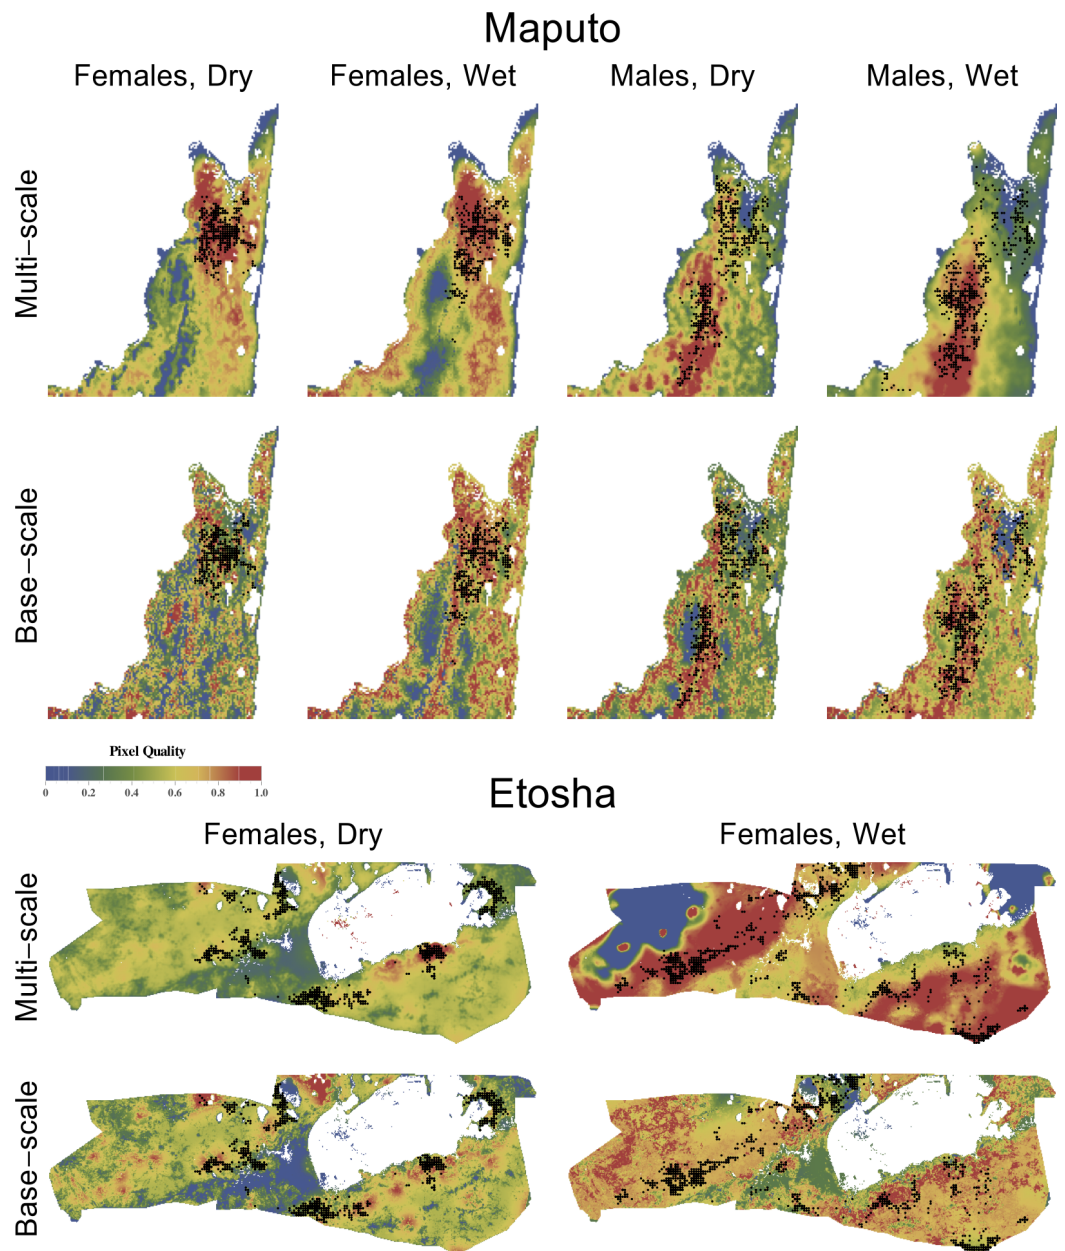 Maputo
Females, Dry
Females, Wet
Males, Dry
Males, Wet
Multi−scale
Base−scale
Pixel Quality
0 0.2 0.4 0.6 0.8 1.0
Etosha
Females, Dry
Females, Wet
Multi−scale
Base−scale